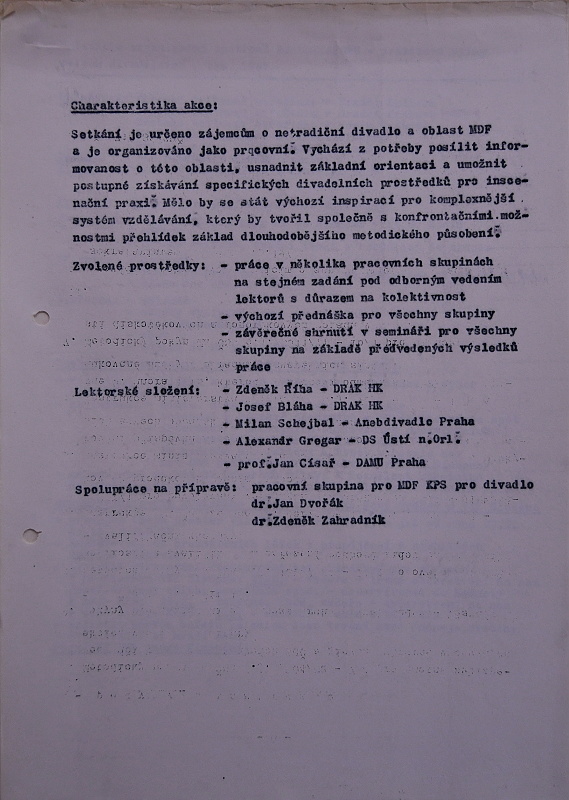 Charakteristika akce:
Setkání je určeno zájemcům o netradiční divadlo a oblast MDF
a je organizováno jako pracovní. Vychází z potřeby posílit infor-
movanost o této oblasti, usnadnit základní orientaci a umožnit
postupné získávání specifických divadelních prostředků pro insce-
nační praxi. Mělo by se stát výchozí inspirací pro komplexnější
systém vzdělávání, který by tvořil společně s konfrontačními mož-
nostmi přehlídek základ dlouhodobějšího metodického působení.
Zvolené prostředky: - práce v několika pracovních skupinách
na stejném zadání pod odborným vedením
lektorů s důrazem na kolektivnost
- výchozí přednáška pro všechny skupiny
- závěrečné shrnutí v semináři pro všechny
skupiny na základě předvedených výsledků
práce
Lektorské složení: - Zdeněk Říha - DRAK HK
- Josef Bláha - DRAK HK
- Milan Schejbal - Anebdivadlo Praha
- Alexandr Gregar - DS Ústí n.Orl.
- prof.Jan Císař - DAMU Praha
Spolupráce na přípravě: pracovní skupina pro MDF KPS pro divadlo
dr.Jan Dvořák
dr.Zdeněk Zahradník